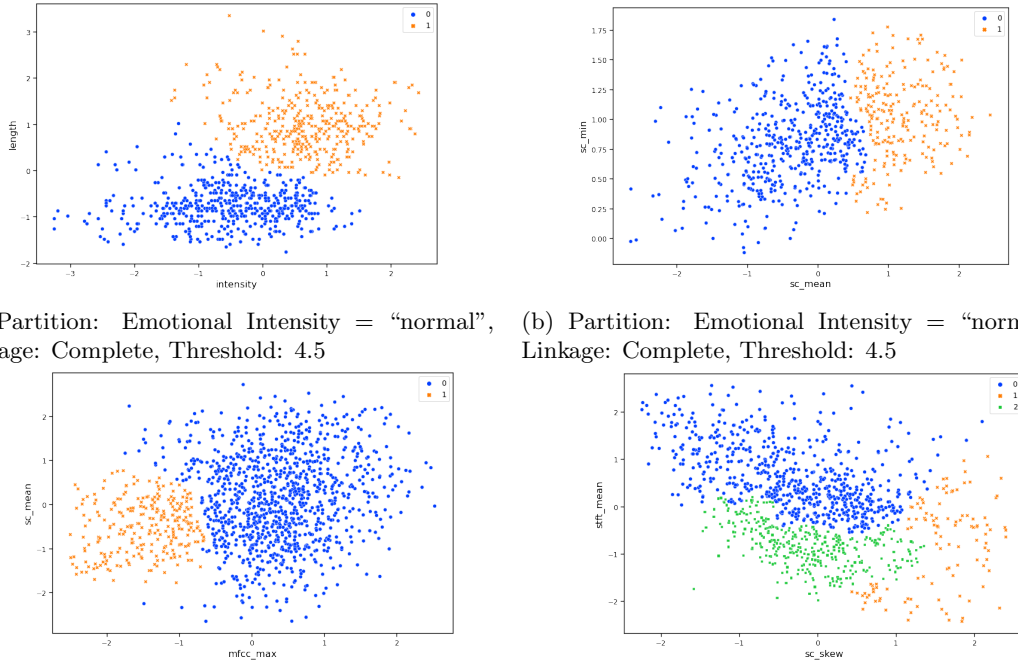 0
1
length
3
2
1
0
−1
−2
−3 −2 −1 0 1 2
intensity
0
1
sc_min
1.75
1.50
1.25
1.00
0.75
0.50
0.25
0.00
−2 −1 0 1 2
sc_mean
Partition: Emotional Intensity = “normal”,
age: Complete, Threshold: 4.5
(b) Partition: Emotional Intensity = “norn
Linkage: Complete, Threshold: 4.5
0
1
sc_mean
2
1
0
−1
−2
−2 −1 0 1 2
mfcc_max
0
1
2
stft_mean
2
1
0
−1
−2
−2 −1 0 1 2
sc_skew